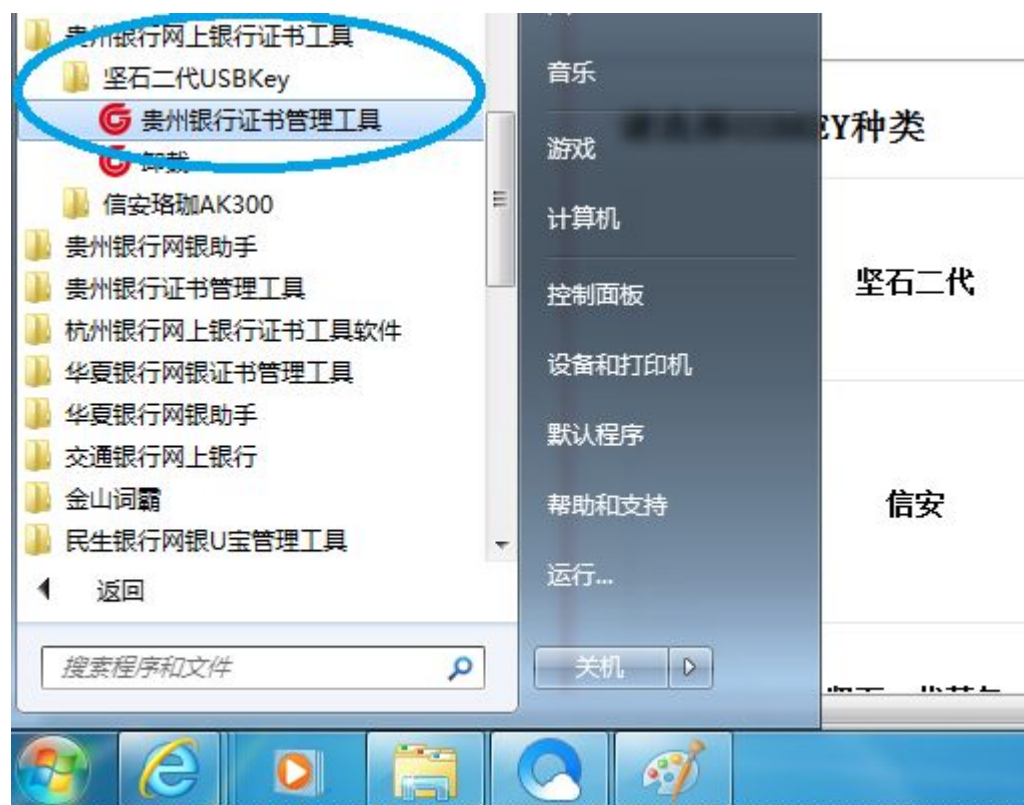 贵州银行网上银行证书工具
坚石二代USBKey
贵州银行证书管理工具
卸载
信安珞珈AK300
贵州银行网银助手
贵州银行证书管理工具
杭州银行网上银行证书工具软件
华夏银行网银证书管理工具
华夏银行网银助手
交通银行网上银行
金山词霸
民生银行网银U宝管理工具
返回
搜索程序和文件
音乐
游戏
计算机
控制面板
设备和打印机
默认程序
帮助和支持
运行...
关机
EY种类
坚石二代
信安